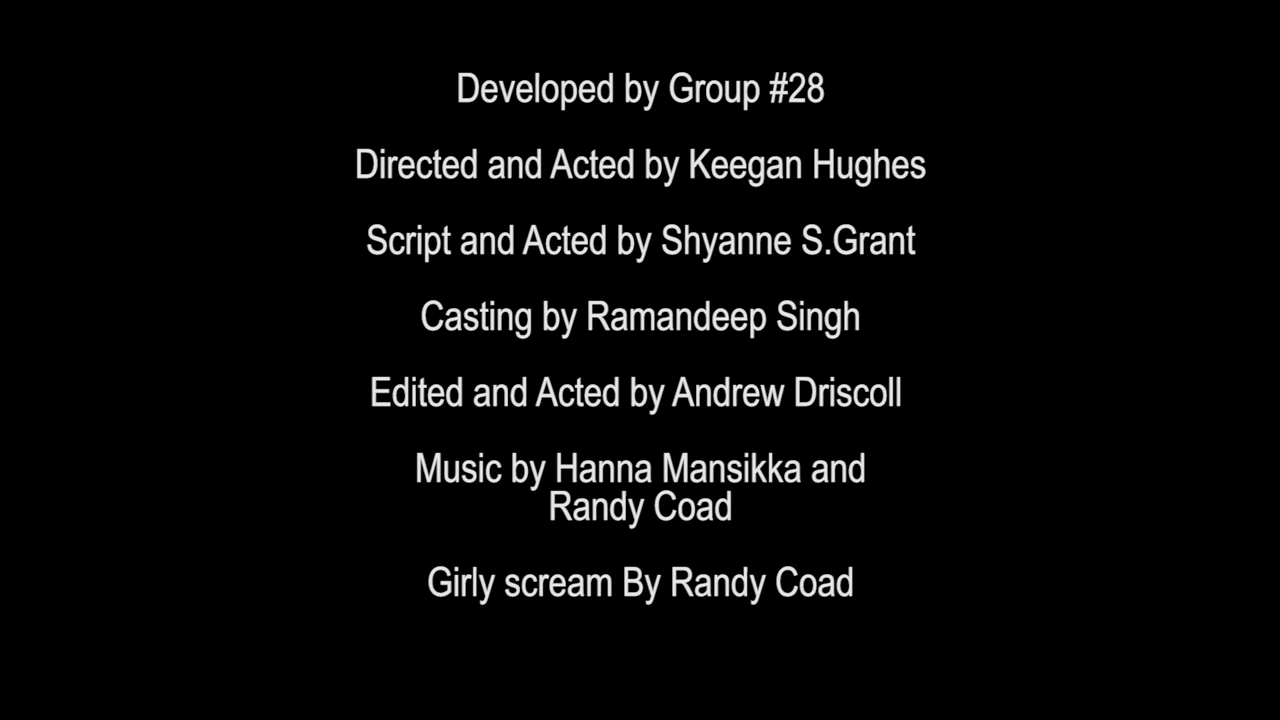 Developed by Group #28
Directed and Acted by Keegan Hughes
Script and Acted by Shyanne S.Grant
Casting by Ramandeep Singh
Edited and Acted by Andrew Driscoll
Music by Hanna Mansikka and
Randy Coad
Girly scream By Randy Coad